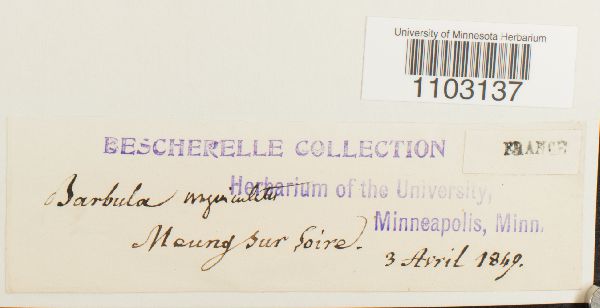 University of Minnesota Herbarium
1103137
BESCHERELLE COLLECTION
FRANCE
Barbula unguiculata
Herbarium of the University,
Minneapolis, Minn.
Meung sur Loire.
3 Avril 1849.